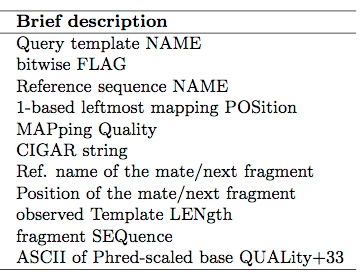 Brief description
Query template NAME
bitwise FLAG
Reference sequence NAME
1-based leftmost mapping POSition
MAPping Quality
CIGAR string
Ref. name of the mate/next fragment
Position of the mate/next fragment
observed Template LENgth
fragment SEQuence
ASCII of Phred-scaled base QUALity+33